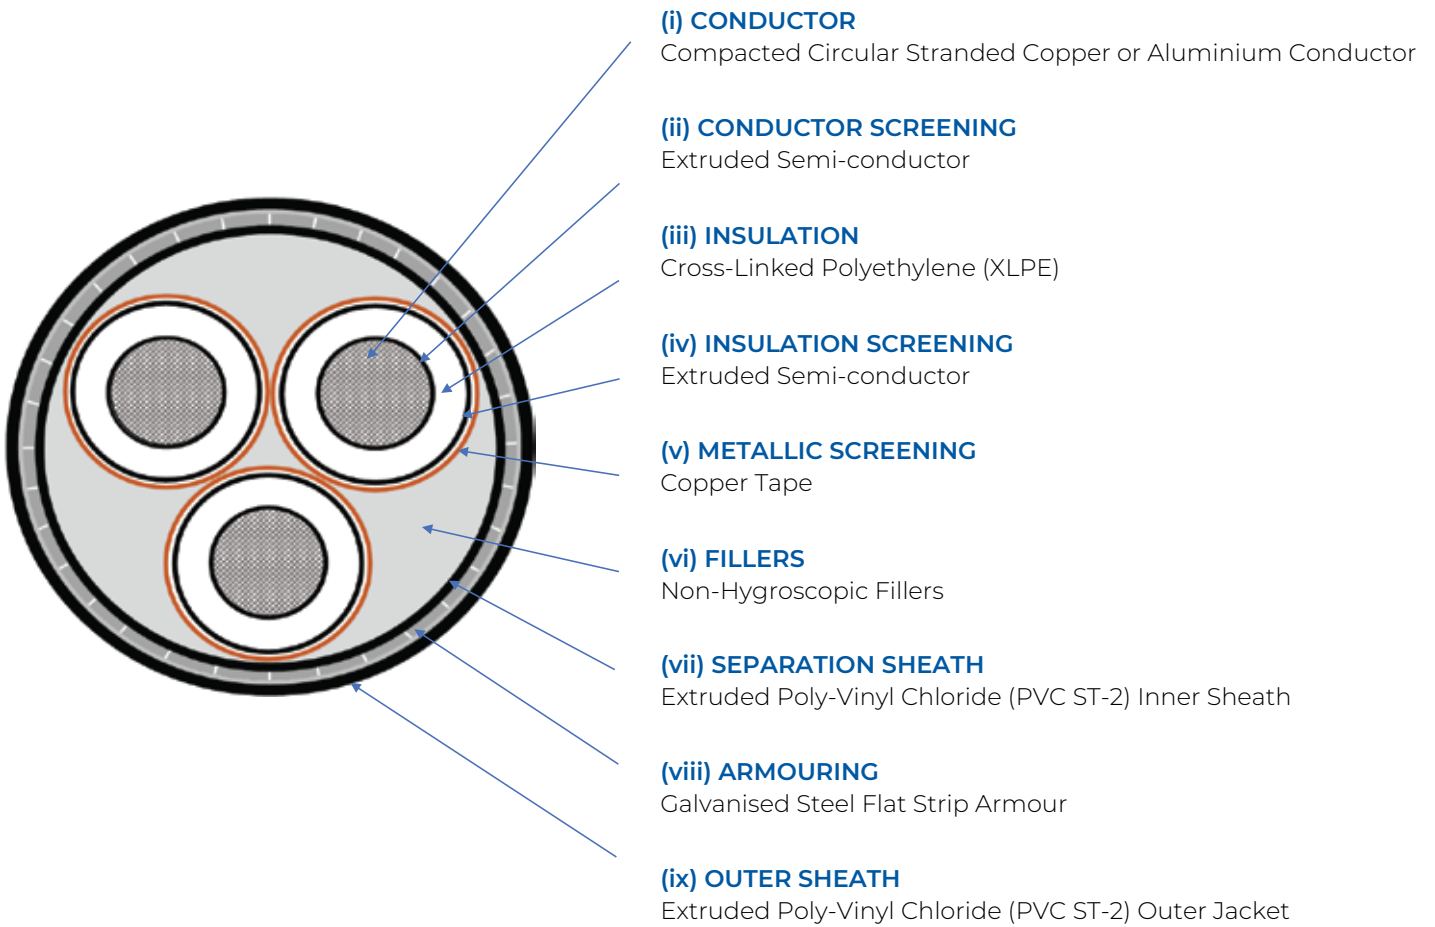 (i) CONDUCTOR
Compacted Circular Stranded Copper or Aluminium Conductor
(ii) CONDUCTOR SCREENING
Extruded Semi-conductor
(iii) INSULATION
Cross-Linked Polyethylene (XLPE)
(iv) INSULATION SCREENING
Extruded Semi-conductor
(v) METALLIC SCREENING
Copper Tape
(vi) FILLERS
Non-Hygroscopic Fillers
(vii) SEPARATION SHEATH
Extruded Poly-Vinyl Chloride (PVC ST-2) Inner Sheath
(viii) ARMOURING
Galvanised Steel Flat Strip Armour
(ix) OUTER SHEATH
Extruded Poly-Vinyl Chloride (PVC ST-2) Outer Jacket